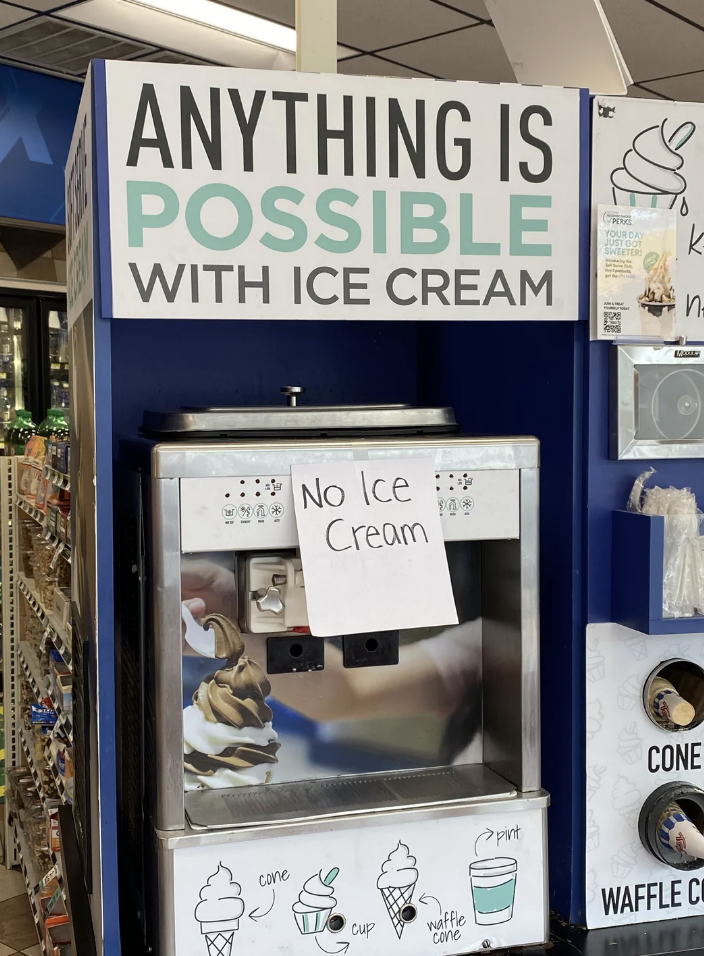 ANYTHING IS
POSSIBLE
WITH ICE CREAM
PERKS
YOUR DAY
JUST GOT
SWEETER!
No Ice
Cream
cone
cup
waffle
cone
pint
CONE
WAFFLE CO